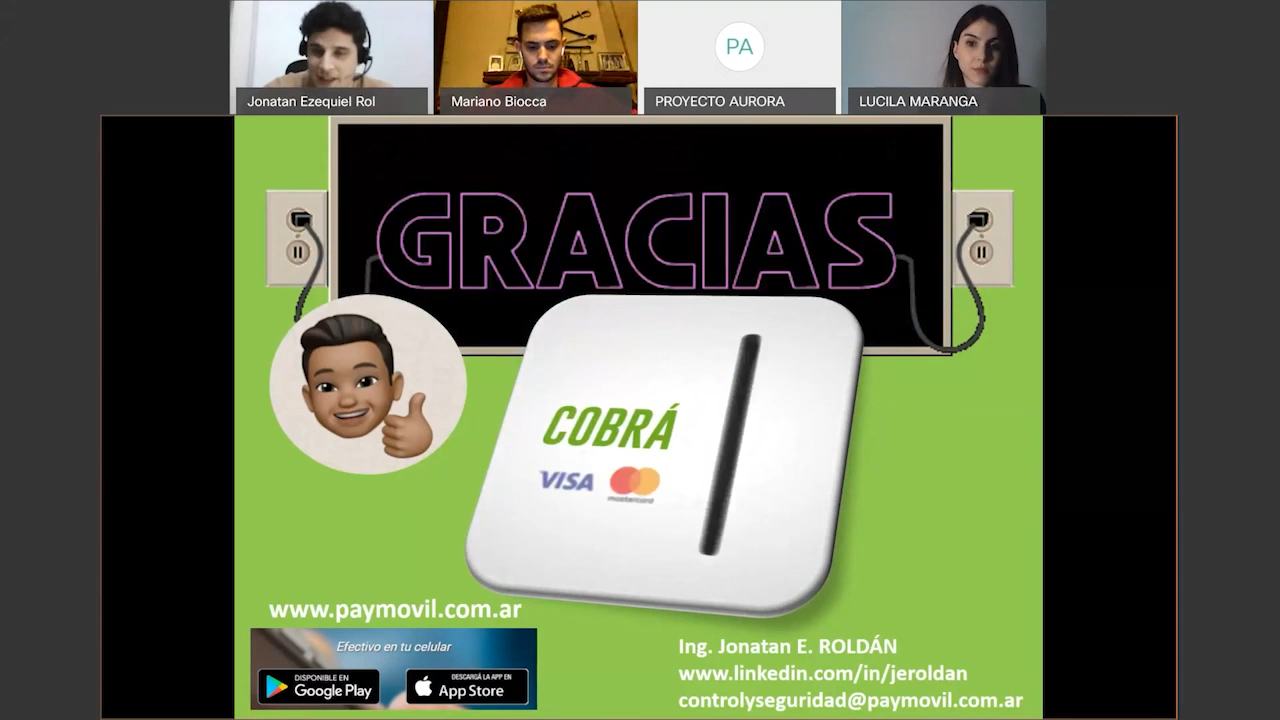 Jonatan Ezequiel Rol
Mariano Biocca
PA
PROYECTO AURORA
LUCILA MARANGA
GRACIAS
COBRÁ
VISA
mastercard
www.paymovil.com.ar
Efectivo en tu celular
DISPONIBLE EN
Google Play
DESCARGÁ LA APP EN
App Store
Ing. Jonatan E. ROLDÁN
www.linkedin.com/in/jeroldan
controlyseguridad@paymovil.com.ar